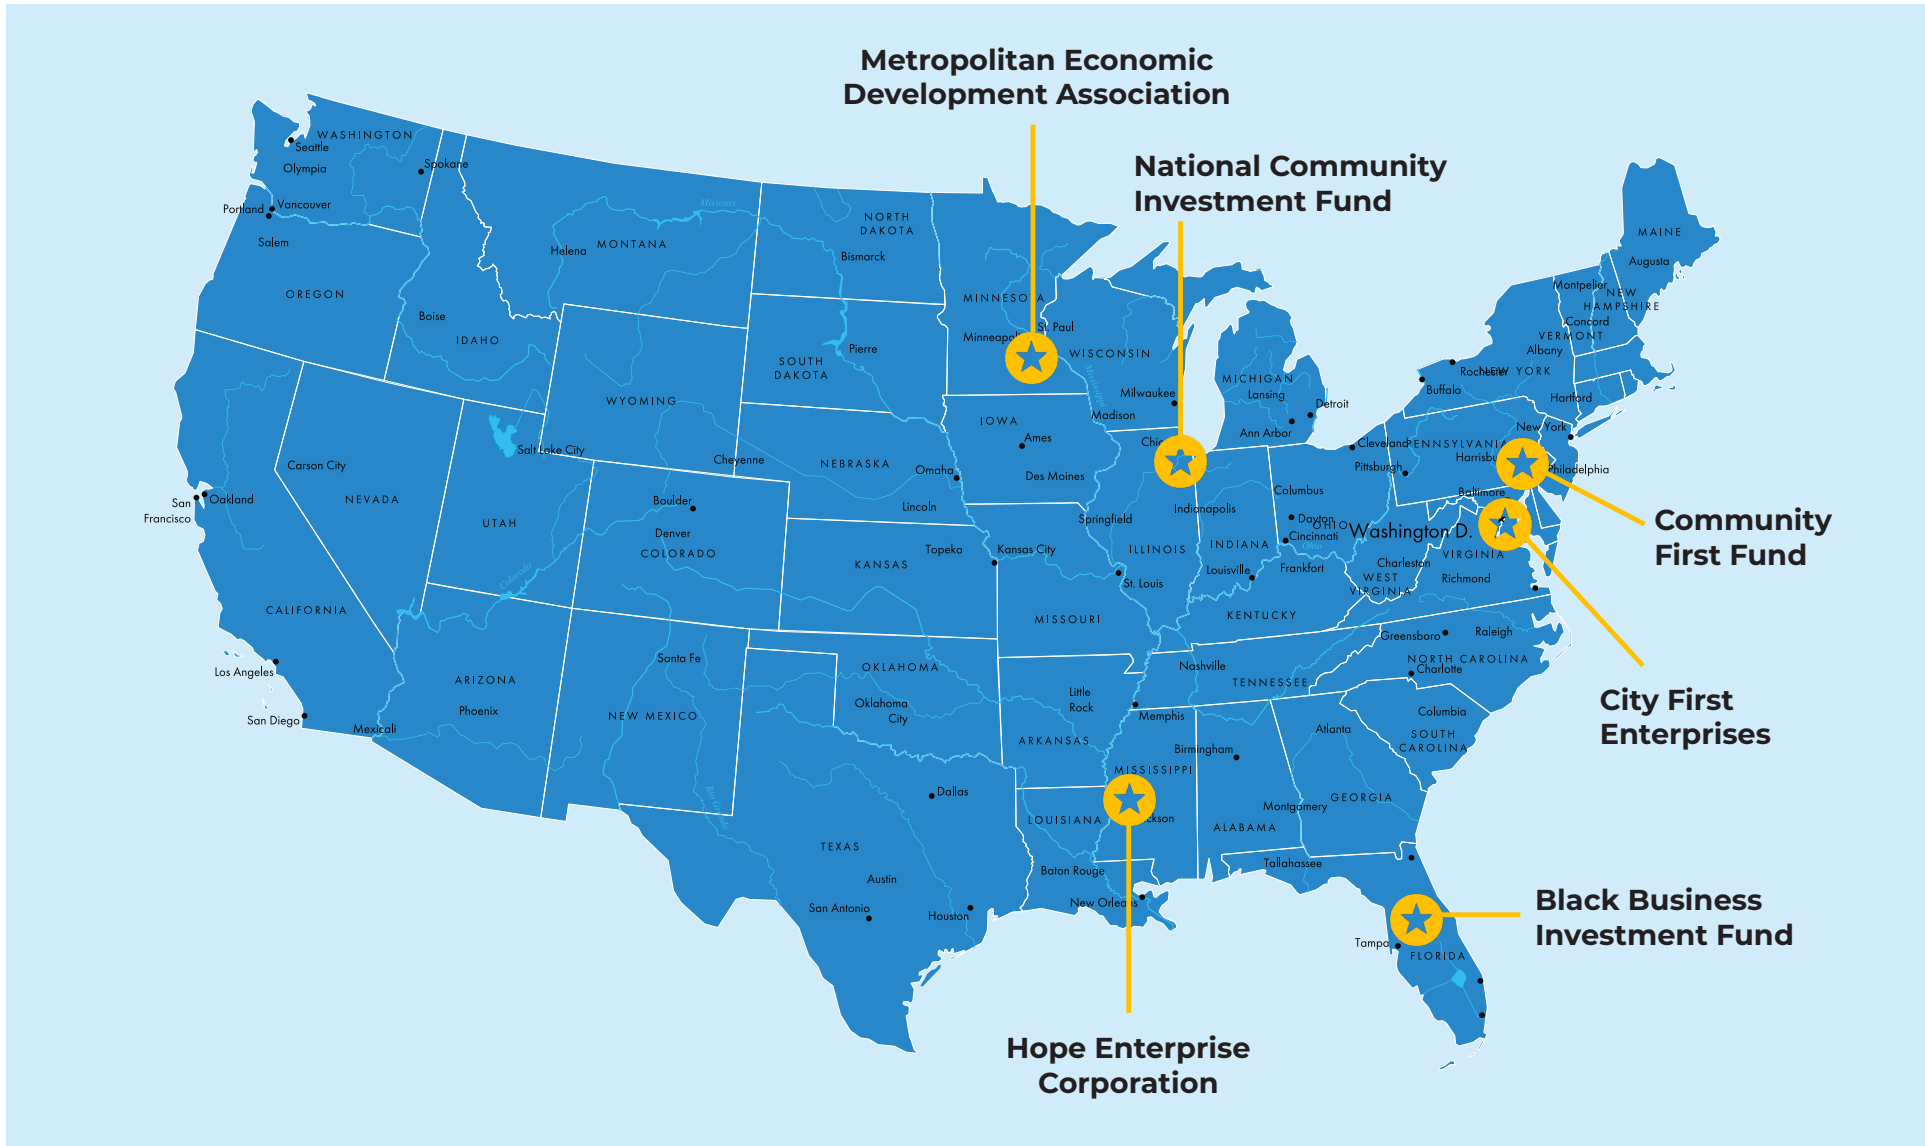 Metropolitan Economic
Development Association
National Community
Investment Fund
WASHINGTON
Seattle
Olympia
Spokane
Portland
Vancouver
Salem
OREGON
Helena
MONTANA
Missouri
NORTH
DAKOTA
Bismarck
MINNESOTA
St. Paul
WISCONSIN
Mississippi
Milwaukee
Madison
MICHIGAN
Lansing
Detroit
Ann Arbor
MAINE
Augusta
Montpelier
NEW
HAMPSHIRE
Concord
VERMONT
Albany
Rochester
NEW YORK
Buffalo
Hartford
New York
Boise
IDAHO
WYOMING
SOUTH
DAKOTA
Pierre
IOWA
Ames
Des Moines
Cleveland
PENNSYLVANIA
Pittsburgh
Philadelphia
Baltimore
Carson City
NEVADA
San
Francisco
Oakland
Salt Lake City
UTAH
Cheyenne
NEBRASKA
Omaha
Lincoln
Boulder
Denver
COLORADO
Colorado
Topeka
Kansas City
KANSAS
Springfield
ILLINOIS
St. Louis
Indianapolis
INDIANA
Louisville
Columbus
Dayton
OHIO
Cincinnati
Ohio
Frankfort
Washington D.
Charleston
WEST
VIRGINIA
VIRGINIA
Richmond
Community
First Fund
CALIFORNIA
Los Angeles
San Diego
Mexicali
ARIZONA
Phoenix
Santa Fe
NEW MEXICO
Rio Grande
OKLAHOMA
Oklahoma
City
MISSOURI
KENTUCKY
Nashville
TENNESSEE
Memphis
Little
Rock
ARKANSAS
Greensboro
Raleigh
NORTH CAROLINA
Charlotte
Columbia
SOUTH
CAROLINA
City First
Enterprises
Dallas
TEXAS
Austin
San Antonio
Houston
LOUISIANA
Baton Rouge
New Orleans
MISSISSIPPI
Birmingham
ALABAMA
Montgomery
Atlanta
GEORGIA
Tallahassee
Tampa
FLORIDA
Black Business
Investment Fund
Hope Enterprise
Corporation